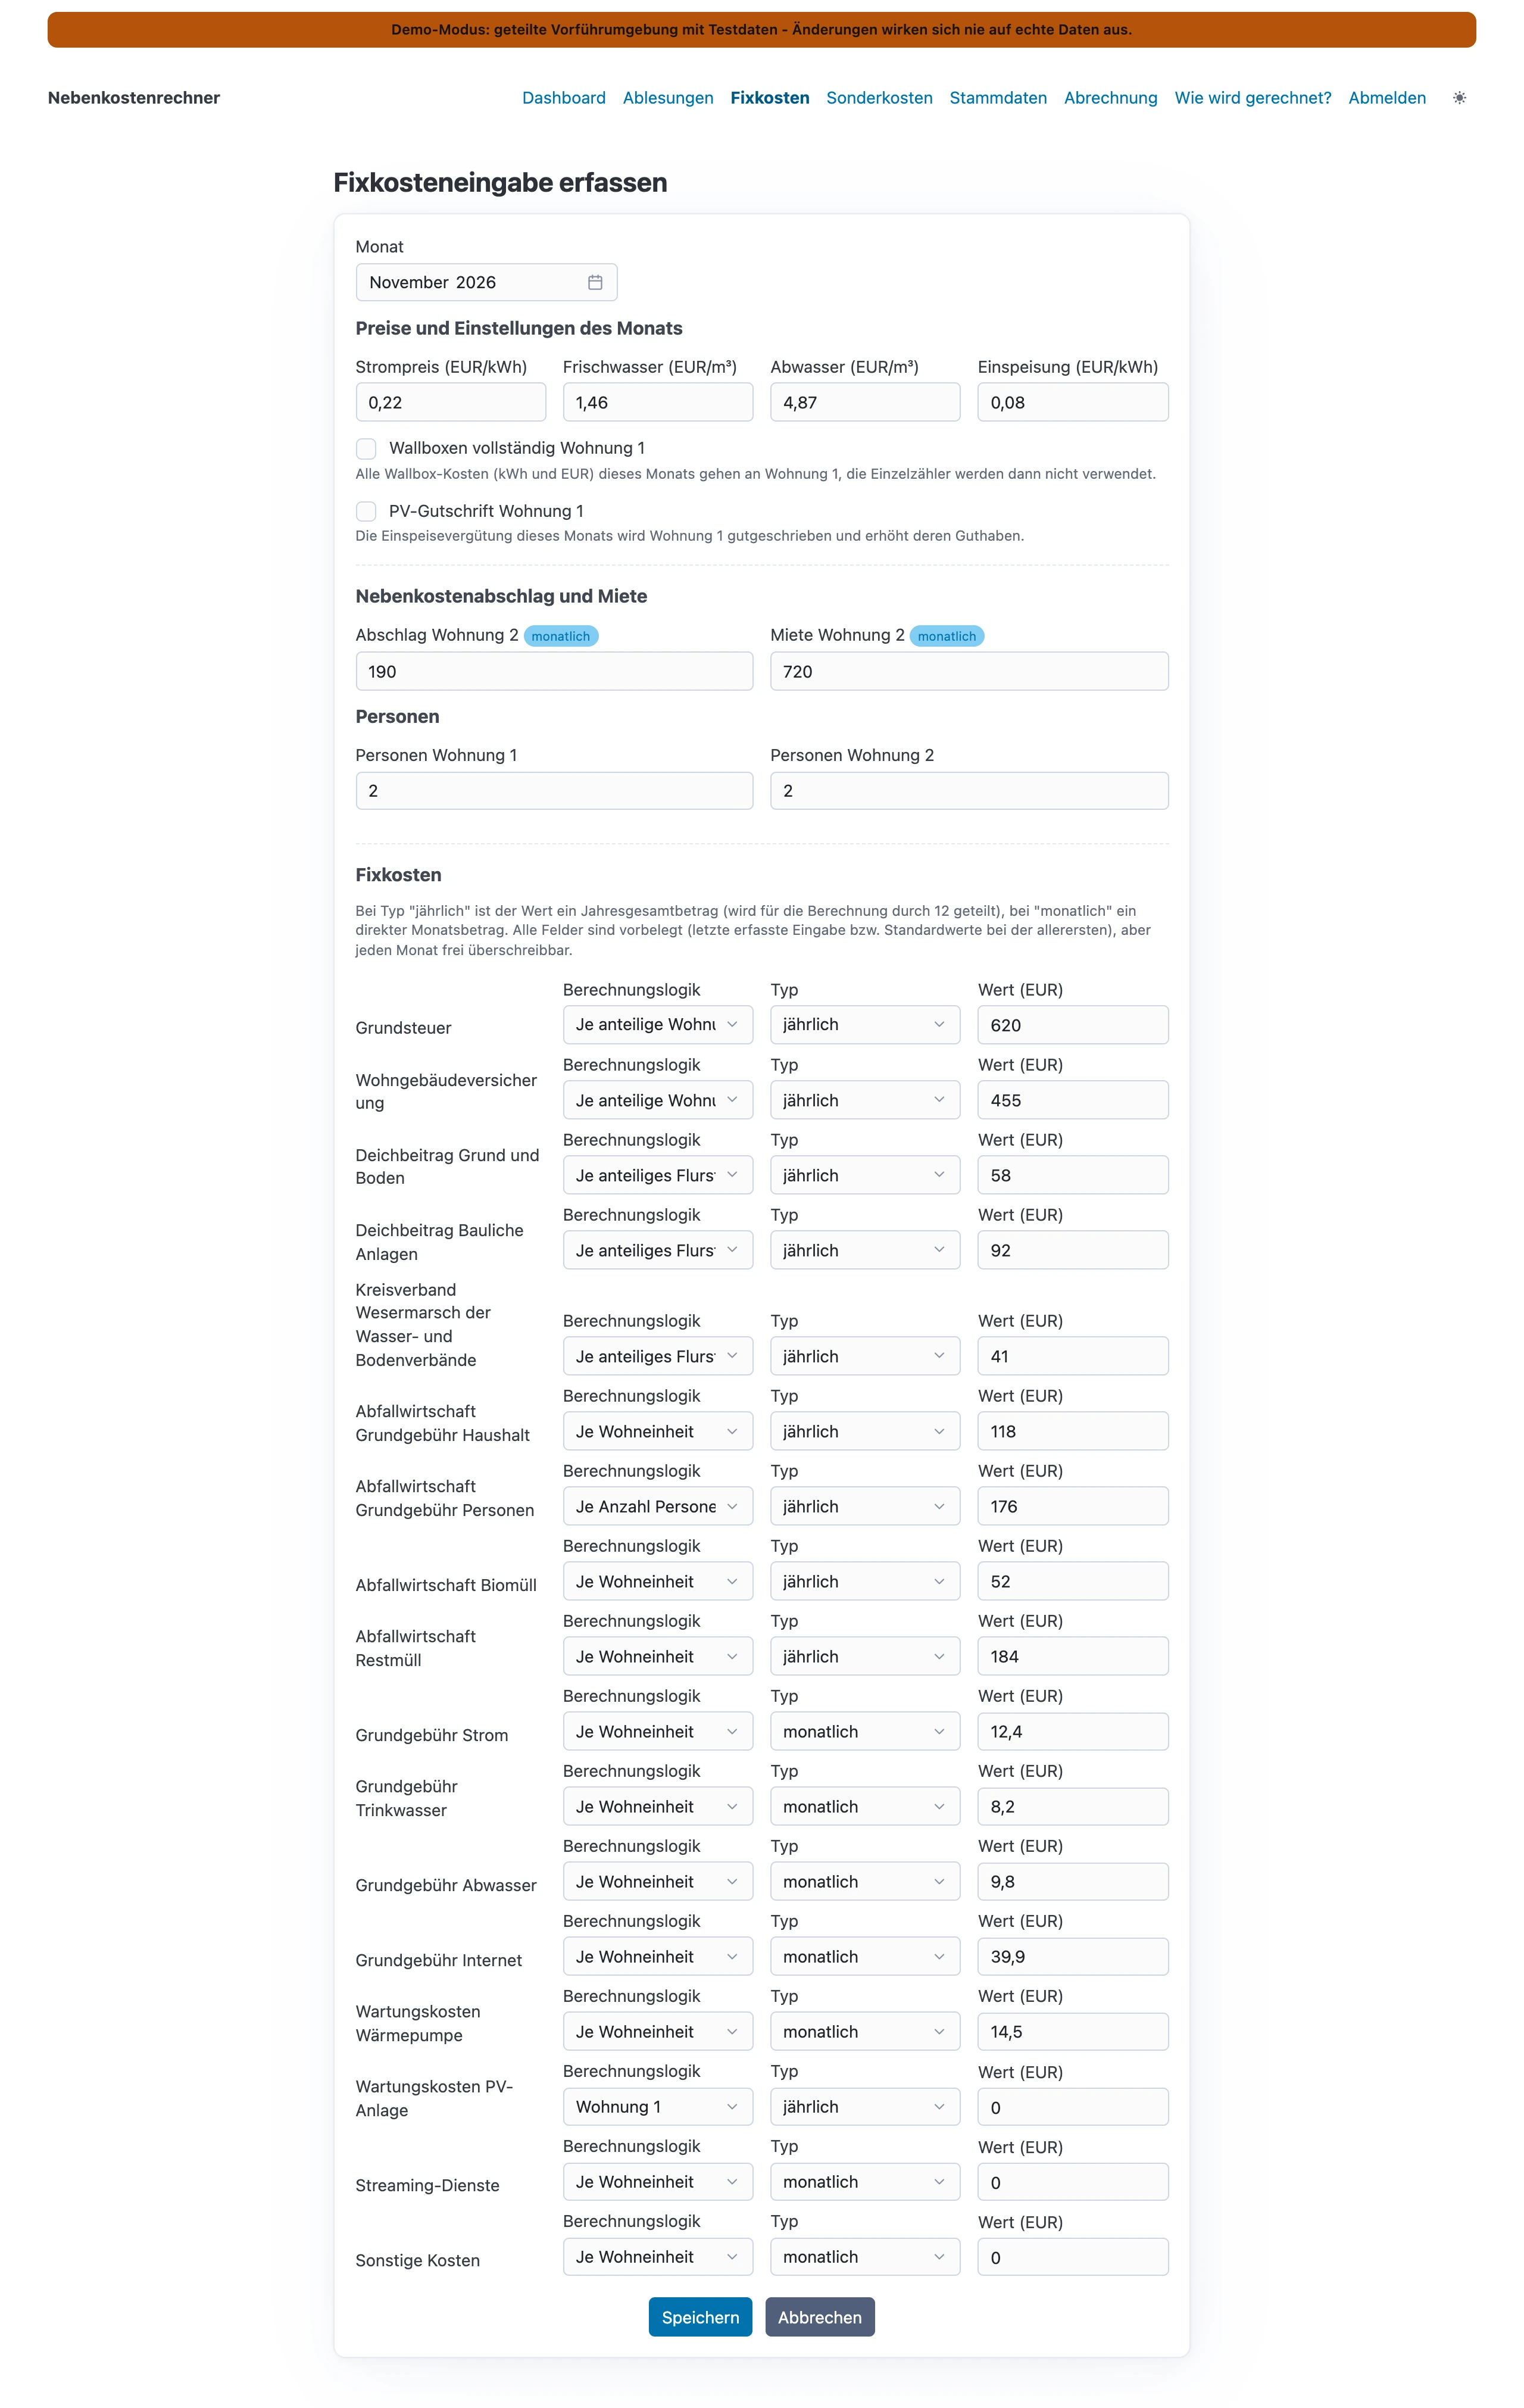 Demo-Modus: geteilte Vorführumgebung mit Testdaten - Änderungen wirken sich nie auf echte Daten aus.
Nebenkostenrechner
Dashboard Ablesungen Fixkosten Sonderkosten Stammdaten Abrechnung Wie wird gerechnet? Abmelden
Fixkosteneingabe erfassen
Monat
November 2026
Preise und Einstellungen des Monats
Strompreis (EUR/kWh) Frischwasser (EUR/m³) Abwasser (EUR/m³) Einspeisung (EUR/kWh)
0,22 1,46 4,87 0,08
Wallboxen vollständig Wohnung 1
Alle Wallbox-Kosten (kWh und EUR) dieses Monats gehen an Wohnung 1, die Einzelzähler werden dann nicht verwendet.
PV-Gutschrift Wohnung 1
Die Einspeisevergütung dieses Monats wird Wohnung 1 gutgeschrieben und erhöht deren Guthaben.
Nebenkostenabschlag und Miete
Abschlag Wohnung 2 monatlich Miete Wohnung 2 monatlich
190 720
Personen
Personen Wohnung 1 Personen Wohnung 2
2 2
Fixkosten
Bei Typ "jährlich" ist der Wert ein Jahresgesamtbetrag (wird für die Berechnung durch 12 geteilt), bei "monatlich" ein
direkter Monatsbetrag. Alle Felder sind vorbelegt (letzte erfasste Eingabe bzw. Standardwerte bei der allerersten), aber
jeden Monat frei überschreibbar.
Berechnungslogik Typ Wert (EUR)
Grundsteuer Je anteilige Wohnu jährlich 620
Berechnungslogik Typ Wert (EUR)
Wohngebäudeversicher
ung Je anteilige Wohnu jährlich 455
Berechnungslogik Typ Wert (EUR)
Deichbeitrag Grund und
Boden Je anteiliges Flurs jährlich 58
Berechnungslogik Typ Wert (EUR)
Deichbeitrag Bauliche
Anlagen Je anteiliges Flurs jährlich 92
Kreisverband
Wesermarsch der
Wasser- und
Bodenverbände
Berechnungslogik Typ Wert (EUR)
Je anteiliges Flurs jährlich 41
Berechnungslogik Typ Wert (EUR)
Abfallwirtschaft
Grundgebühr Haushalt Je Wohneinheit jährlich 118
Berechnungslogik Typ Wert (EUR)
Abfallwirtschaft
Grundgebühr Personen Je Anzahl Persone jährlich 176
Berechnungslogik Typ Wert (EUR)
Abfallwirtschaft Biomüll Je Wohneinheit jährlich 52
Berechnungslogik Typ Wert (EUR)
Abfallwirtschaft
Restmüll Je Wohneinheit jährlich 184
Berechnungslogik Typ Wert (EUR)
Grundgebühr Strom Je Wohneinheit monatlich 12,4
Berechnungslogik Typ Wert (EUR)
Grundgebühr
Trinkwasser Je Wohneinheit monatlich 8,2
Berechnungslogik Typ Wert (EUR)
Grundgebühr Abwasser Je Wohneinheit monatlich 9,8
Berechnungslogik Typ Wert (EUR)
Grundgebühr Internet Je Wohneinheit monatlich 39,9
Berechnungslogik Typ Wert (EUR)
Wartungskosten
Wärmepumpe Je Wohneinheit monatlich 14,5
Berechnungslogik Typ Wert (EUR)
Wartungskosten PV-
Anlage Wohnung 1 jährlich 0
Berechnungslogik Typ Wert (EUR)
Streaming-Dienste Je Wohneinheit monatlich 0
Berechnungslogik Typ Wert (EUR)
Sonstige Kosten Je Wohneinheit monatlich 0
Speichern Abbrechen